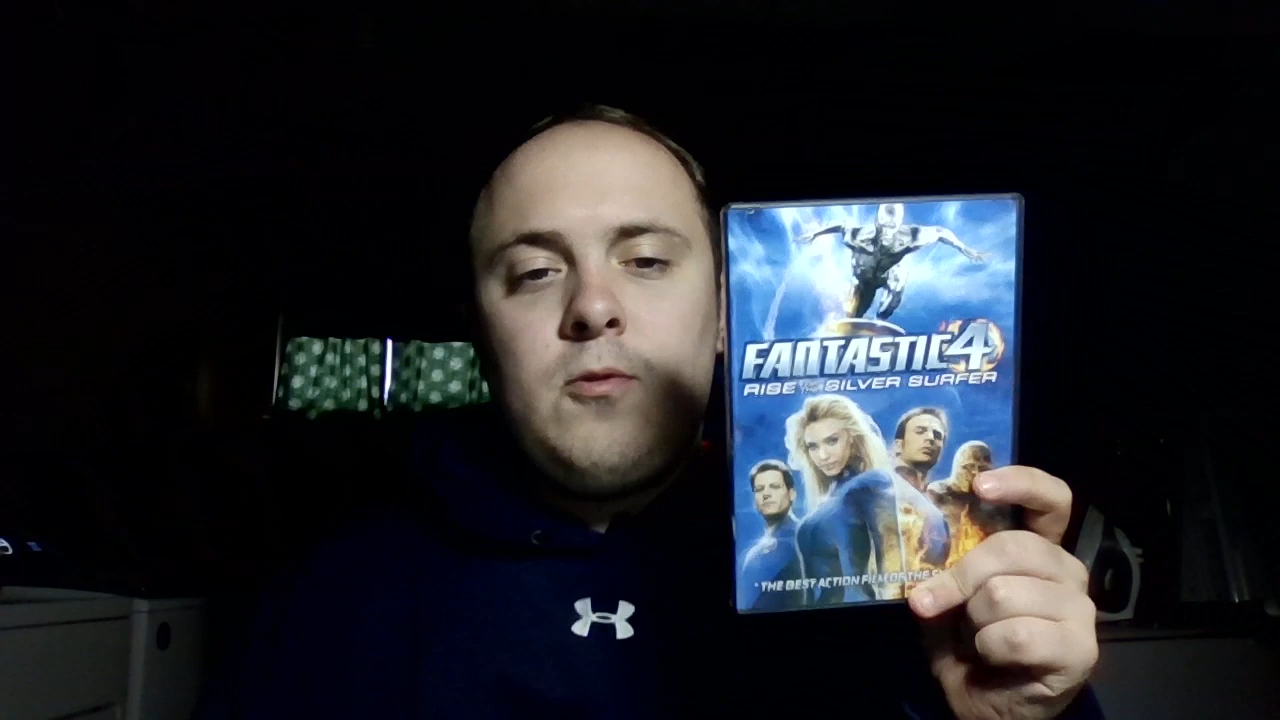 FANTASTIC 4
RISE OF THE SILVER SURFER
"THE BEST ACTION FILM OF THE